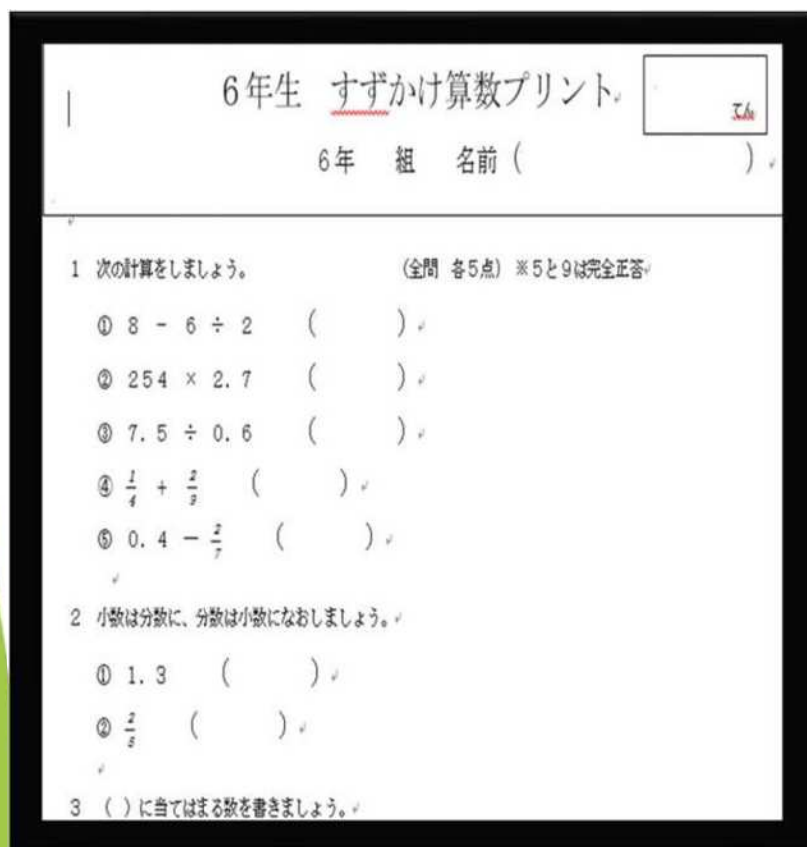 6年生 すずかけ算数プリント
てん
6年 組 名前 ( )
1 次の計算をしましょう。 (全問 各5点) ※5と9は完全正答
① 8 - 6 ÷ 2 ( )
② 254 × 2.7 ( )
③ 7.5 ÷ 0.6 ( )
④ 1/4 + 2/9 ( )
⑤ 0.4 - 2/7 ( )
2 小数は分数に、分数は小数になおしましょう。
① 1.3 ( )
② 2/5 ( )
3 ( )に当てはまる数を書きましょう。